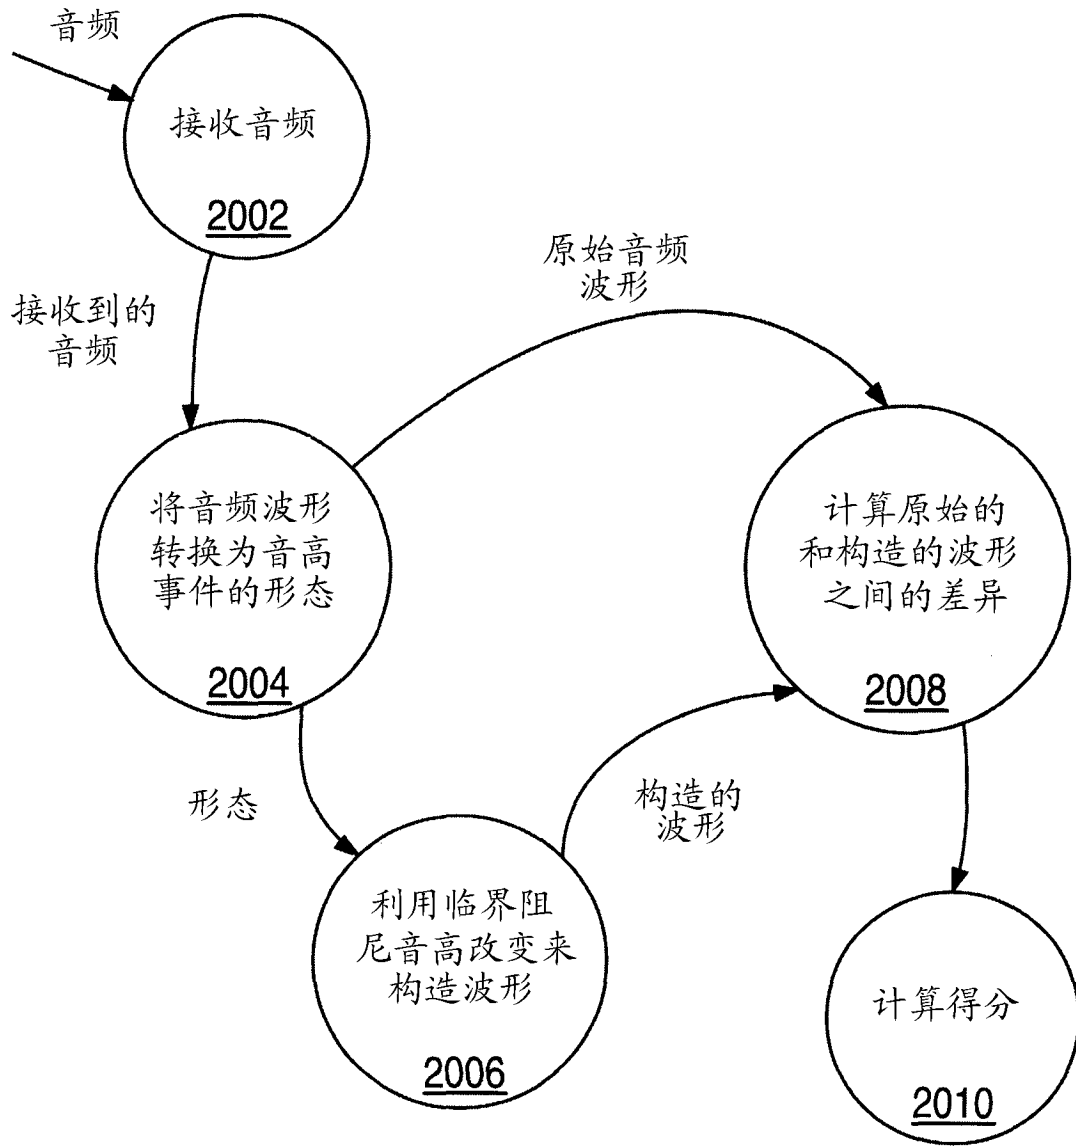 音频
接收音频
2002
接收到的
音频
原始音频
波形
将音频波形
转换为音高
事件的形态
2004
计算原始的
和构造的波形
之间的差异
2008
形态
构造的
波形
利用临界阻
尼音高改变来
构造波形
2006
计算得分
2010